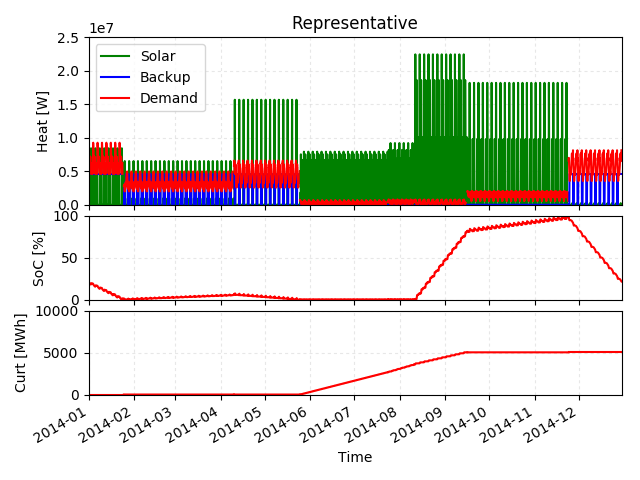 Representative
1e7
2.5
2.0
1.5
1.0
0.5
0.0
Heat [W]
Solar
Backup
Demand
100
50
0
SoC [%]
10000
5000
0
Curt [MWh]
2014-01
2014-02
2014-03
2014-04
2014-05
2014-06
2014-07
2014-08
2014-09
2014-10
2014-11
2014-12
Time